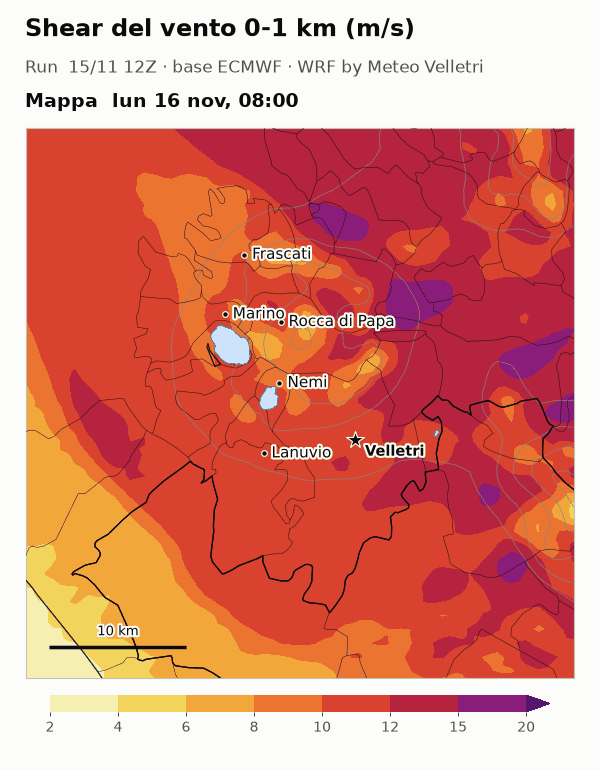 Shear del vento 0-1 km (m/s)
Run  15/11 12Z · base ECMWF · WRF by Meteo Velletri
Mappa  lun 16 nov, 08:00
Frascati
Marino
Rocca di Papa
Nemi
Velletri
Lanuvio
10 km
2 4 6 8 10 12 15 20